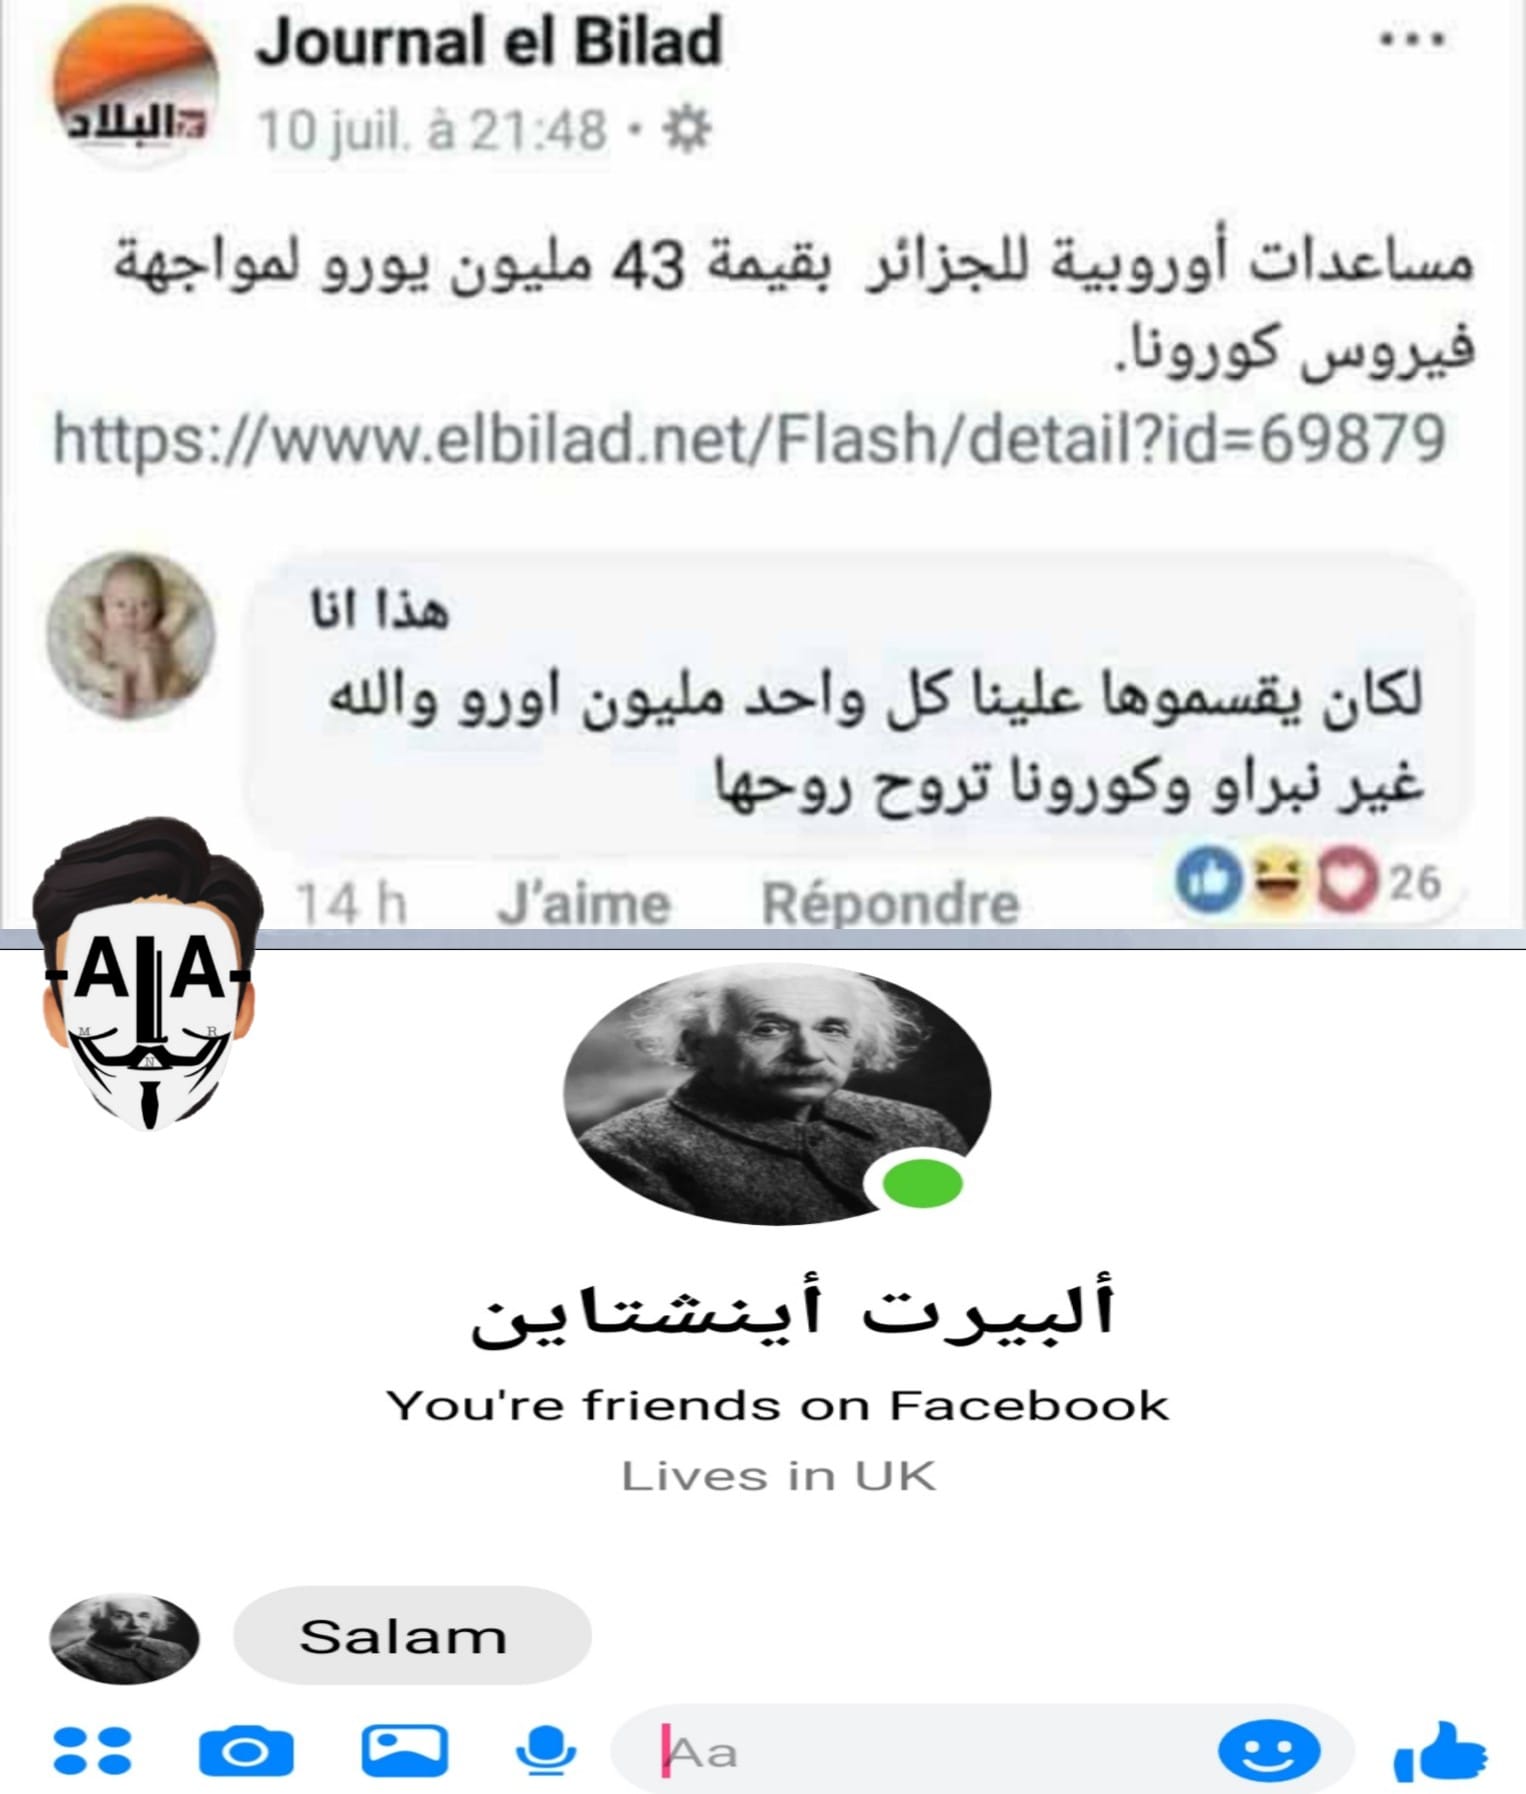 Journal el Bilad
البلاد
10 juil. à 21:48
مساعدات أوروبية للجزائر بقيمة 43 مليون يورو لمواجهة
فيروس كورونا.
https://www.elbilad.net/Flash/detail?id=69879
هذا انا
لكان يقسموها علينا كل واحد مليون اورو والله
غير نبراو وكورونا تروح روحها
14 h J'aime Répondre 26
-A A-
M R
N
ألبيرت أينشتاين
You're friends on Facebook
Lives in UK
Salam
Aa